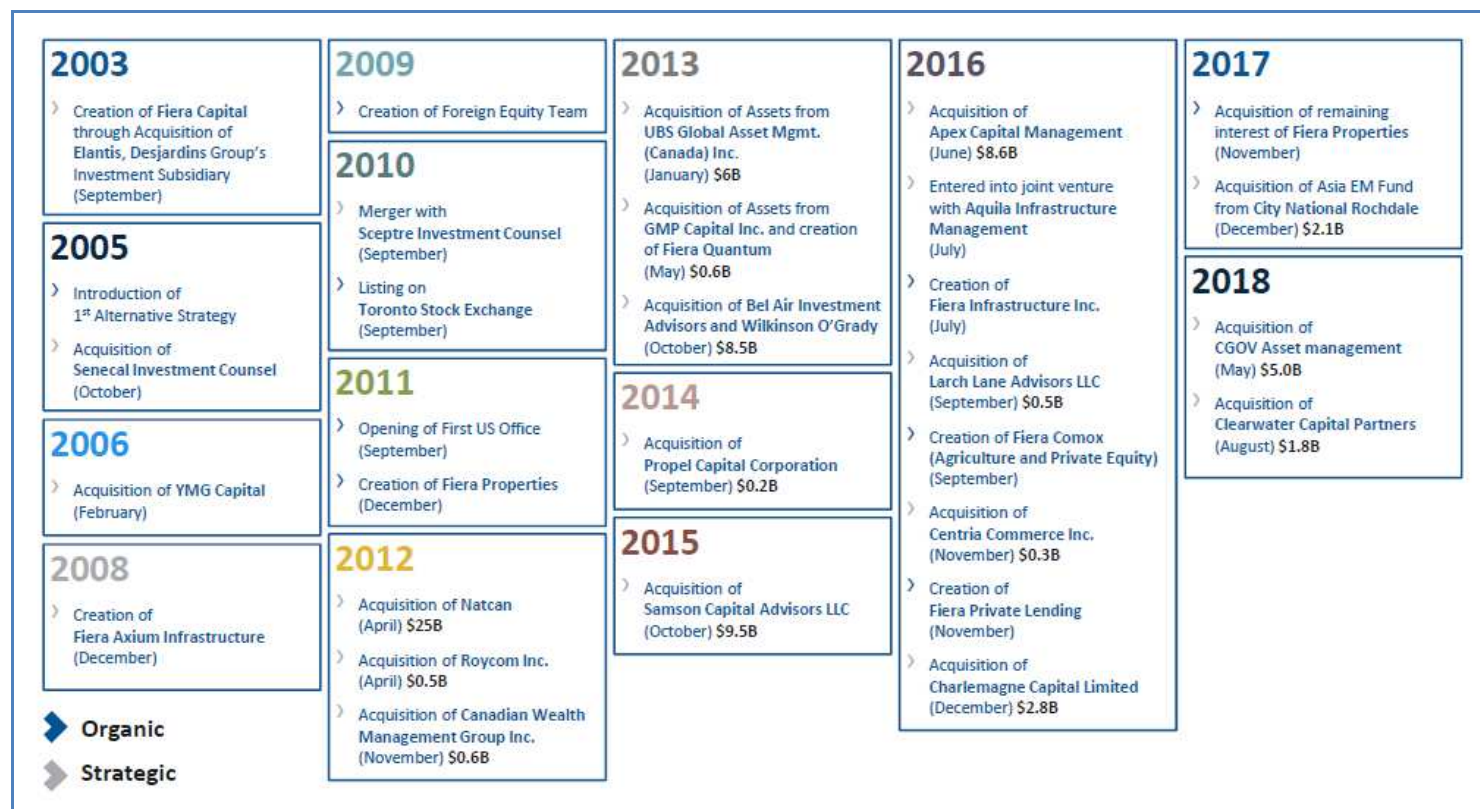 2003
Creation of Fiera Capital
through Acquisition of
Elantis, Desjardins Group's
Investment Subsidiary
(September)
2005
Introduction of
1st Alternative Strategy
Acquisition of
Senecal Investment Counsel
(October)
2006
Acquisition of YMG Capital
(February)
2008
Creation of
Fiera Axium Infrastructure
(December)
Organic
Strategic
2009
Creation of Foreign Equity Team
2010
Merger with
Sceptre Investment Counsel
(September)
Listing on
Toronto Stock Exchange
(September)
2011
Opening of First US Office
(September)
Creation of Fiera Properties
(December)
2012
Acquisition of Natcan
(April) $25B
Acquisition of Roycom Inc.
(April) $0.5B
Acquisition of Canadian Wealth
Management Group Inc.
(November) $0.6B
2013
Acquisition of Assets from
UBS Global Asset Mgmt.
(Canada) Inc.
(January) $6B
Acquisition of Assets from
GMP Capital Inc. and creation
of Fiera Quantum
(May) $0.6B
Acquisition of Bel Air Investment
Advisors and Wilkinson O'Grady
(October) $8.5B
2014
Acquisition of
Propel Capital Corporation
(September) $0.2B
2015
Acquisition of
Samson Capital Advisors LLC
(October) $9.5B
2016
Acquisition of
Apex Capital Management
(June) $8.6B
Entered into joint venture
with Aquila Infrastructure
Management
(July)
Creation of
Fiera Infrastructure Inc.
(July)
Acquisition of
Larch Lane Advisors LLC
(September) $0.5B
Creation of Fiera Comox
(Agriculture and Private Equity)
(September)
Acquisition of
Centria Commerce Inc.
(November) $0.3B
Creation of
Fiera Private Lending
(November)
Acquisition of
Charlemagne Capital Limited
(December) $2.8B
2017
Acquisition of remaining
interest of Fiera Properties
(November)
Acquisition of Asia EM Fund
from City National Rochdale
(December) $2.1B
2018
Acquisition of
CGOV Asset management
(May) $5.0B
Acquisition of
Clearwater Capital Partners
(August) $1.8B